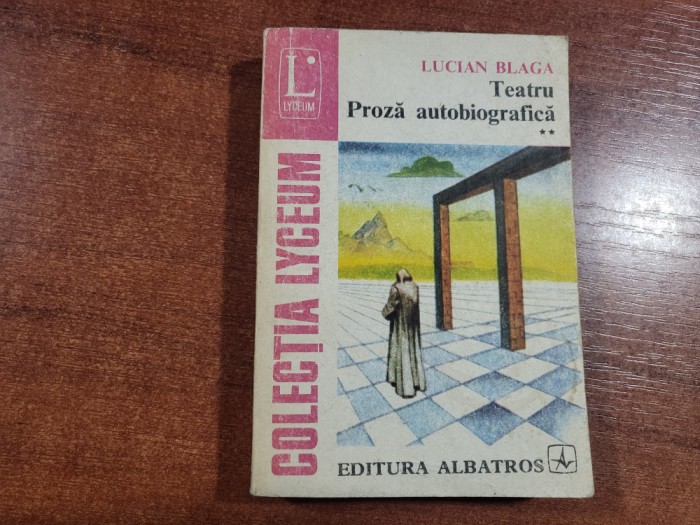 L
LYCEUM
LUCIAN BLAGA
Teatru
Proză autobiografică
**
COLECȚIA LYCEUM
EDITURA ALBATROS